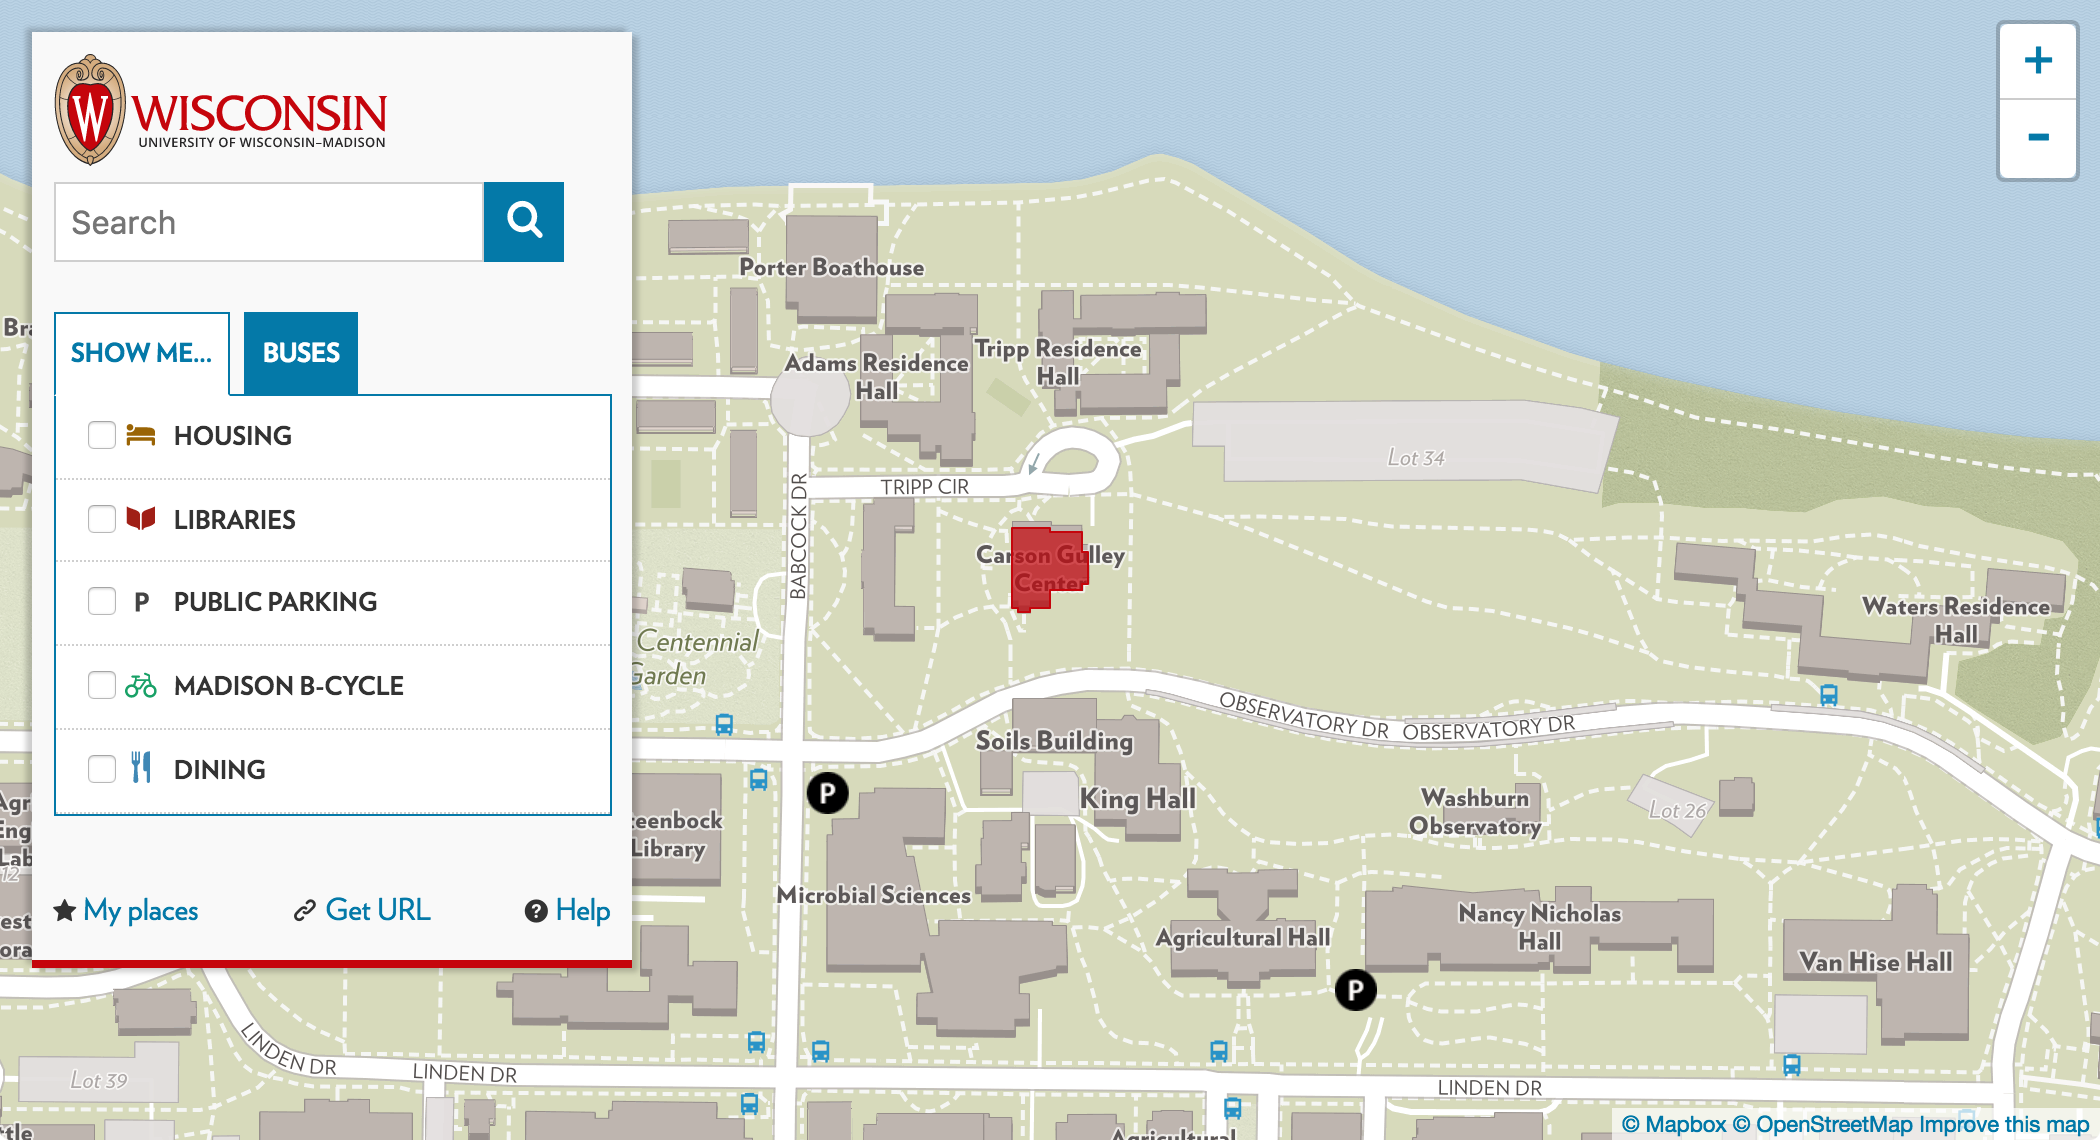 W
WISCONSIN
UNIVERSITY OF WISCONSIN–MADISON
Search
SHOW ME...
BUSES
HOUSING
LIBRARIES
P PUBLIC PARKING
MADISON B-CYCLE
DINING
My places
Get URL
? Help
+
-
Porter Boathouse
Adams Residence
Hall
Tripp Residence
Hall
Lot 34
TRIPP CIR
BABCOCK DR
Carson Gulley
Center
Centennial
Garden
Waters Residence
Hall
OBSERVATORY DR
OBSERVATORY DR
Soils Building
King Hall
P
Washburn
Observatory
Lot 26
Library
Microbial Sciences
Agricultural Hall
Nancy Nicholas
Hall
Van Hise Hall
P
12
LINDEN DR
LINDEN DR
LINDEN DR
Lot 39
Agricultural
© Mapbox © OpenStreetMap Improve this map